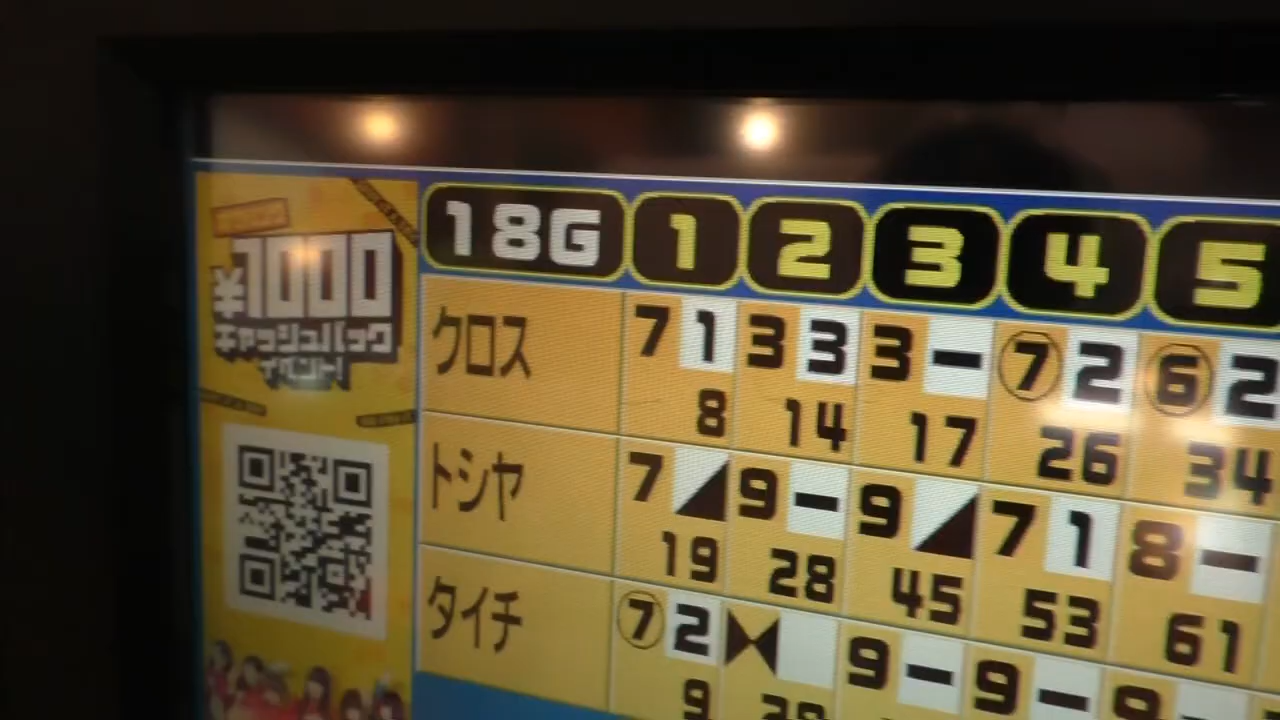 ¥1000
キャッシュバック
イベント!
18G 1 2 3 4 5
クロス 7 1 3 3 3 - ⑦ 2 ⑥ 2
8 14 17 26 34
トシヤ 7 ◢ 9 - 9 ◢ 7 1 8 -
19 28 45 53 61
タイチ ⑦ 2 ⧓ 9 - 9 - 9
9 28